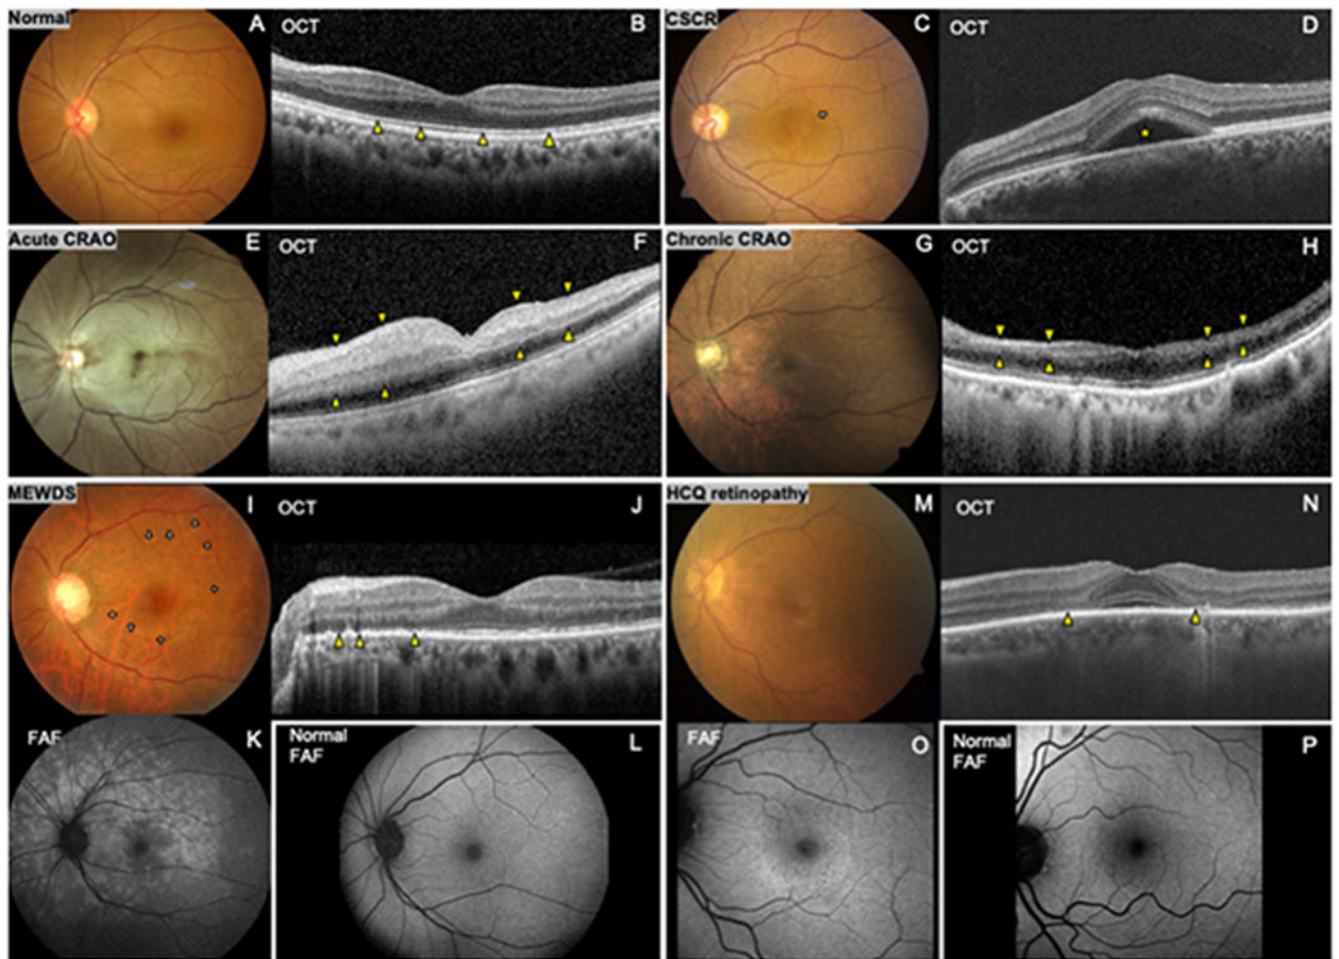 Normal A OCT B CSCR C OCT D
Acute CRAO E OCT F Chronic CRAO G OCT H
MEWDS I OCT J HCQ retinopathy M OCT N
FAF K Normal L FAF O Normal P
FAF FAF